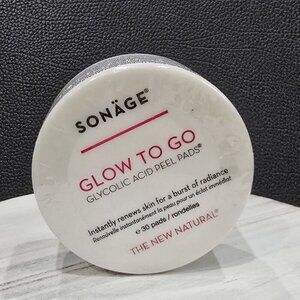 SONÄGE®
GLOW TO GO
GLYCOLIC ACID PEEL PADS®
Instantly renews skin for a burst of radiance
Renouvelle instantanément la peau pour un éclat immédiat
℮ 30 pads / rondelles
THE NEW NATURAL®